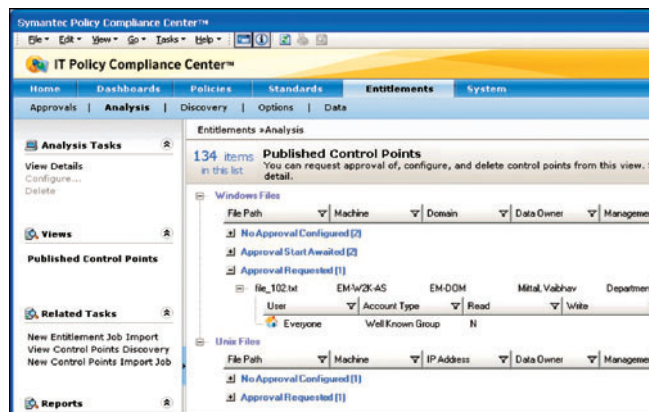 Symantec Policy Compliance Center™
File Edit View Go Tasks Help
IT Policy Compliance Center™
Home Dashboards Policies Standards Entitlements System
Approvals | Analysis | Discovery | Options | Data
Entitlements »Analysis
Analysis Tasks
View Details
Configure...
Delete
Views
Published Control Points
Related Tasks
New Entitlement Job Import
View Control Points Discovery
New Control Points Import Job
Reports
134 items in this list
Published Control Points
You can request approval of, configure, and delete control points from this view.
detail.
Windows Files
File Path Machine Domain Data Owner Managemen
No Approval Configured (2)
Approval Start Awaited (2)
Approval Requested (1)
file_102.txt EM-W2K-AS EM-DOM Mittal, Vaibhav Departmen
User Account Type Read Write
Everyone Well Known Group N
Unix Files
File Path Machine IP Address Data Owner Managemen
No Approval Configured (1)
Approval Requested (1)